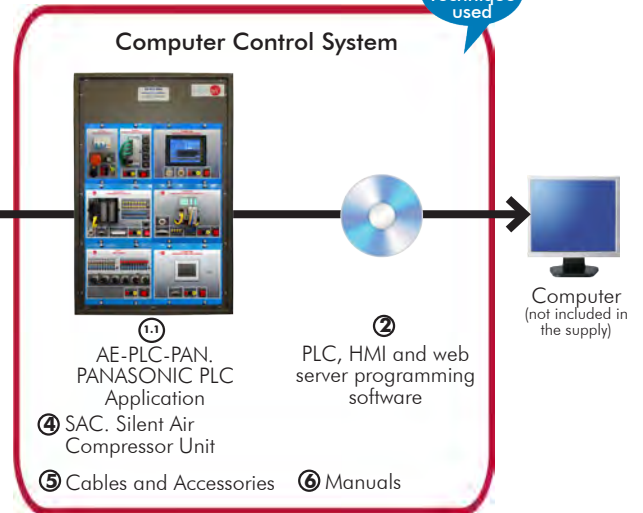 Technique
used
Computer Control System
1.1
AE-PLC-PAN.
PANASONIC PLC
Application
2
PLC, HMI and web
server programming
software
Computer
(not included in
the supply)
4 SAC. Silent Air
Compressor Unit
5 Cables and Accessories
6 Manuals